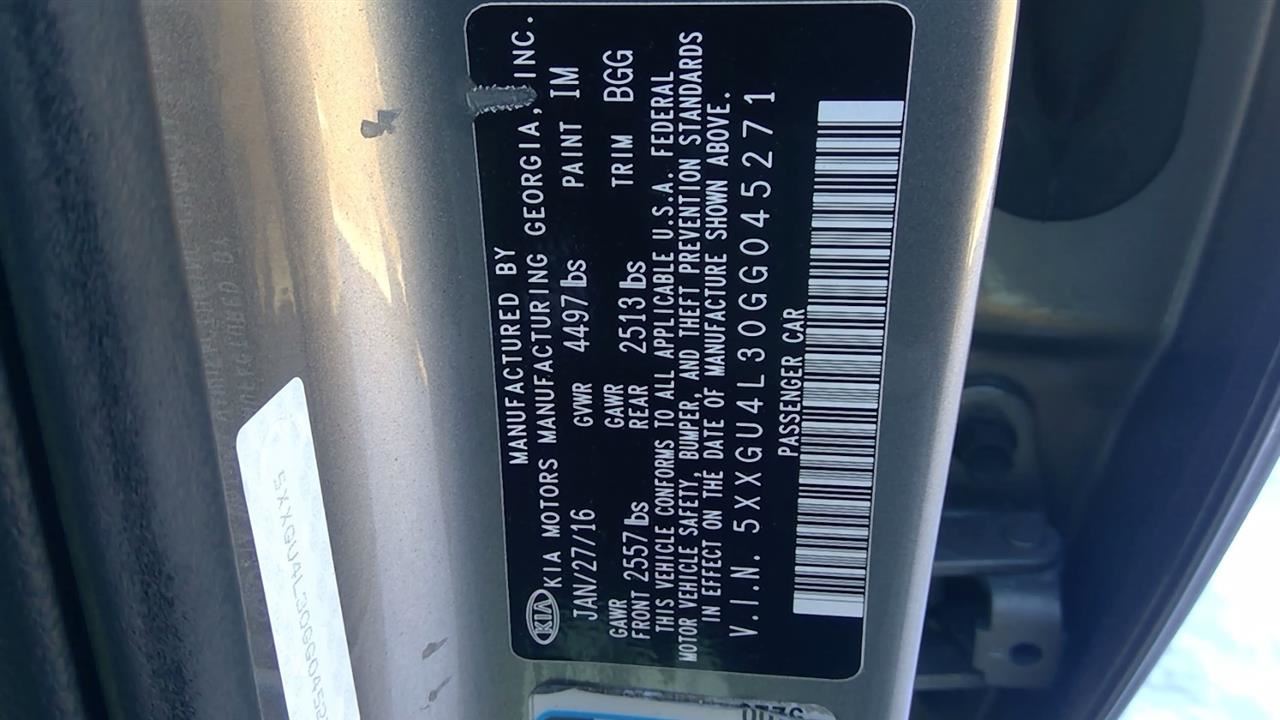 MANUFACTURED BY
KIA KIA MOTORS MANUFACTURING GEORGIA, INC.
JAN/27/16 GVWR 4497 lbs PAINT IM
GAWR FRONT 2557 lbs GAWR REAR 2513 lbs TRIM BGG
THIS VEHICLE CONFORMS TO ALL APPLICABLE U.S.A. FEDERAL
MOTOR VEHICLE SAFETY, BUMPER, AND THEFT PREVENTION STANDARDS
IN EFFECT ON THE DATE OF MANUFACTURE SHOWN ABOVE.
V.I.N. 5XXGU4L30GG045271
PASSENGER CAR